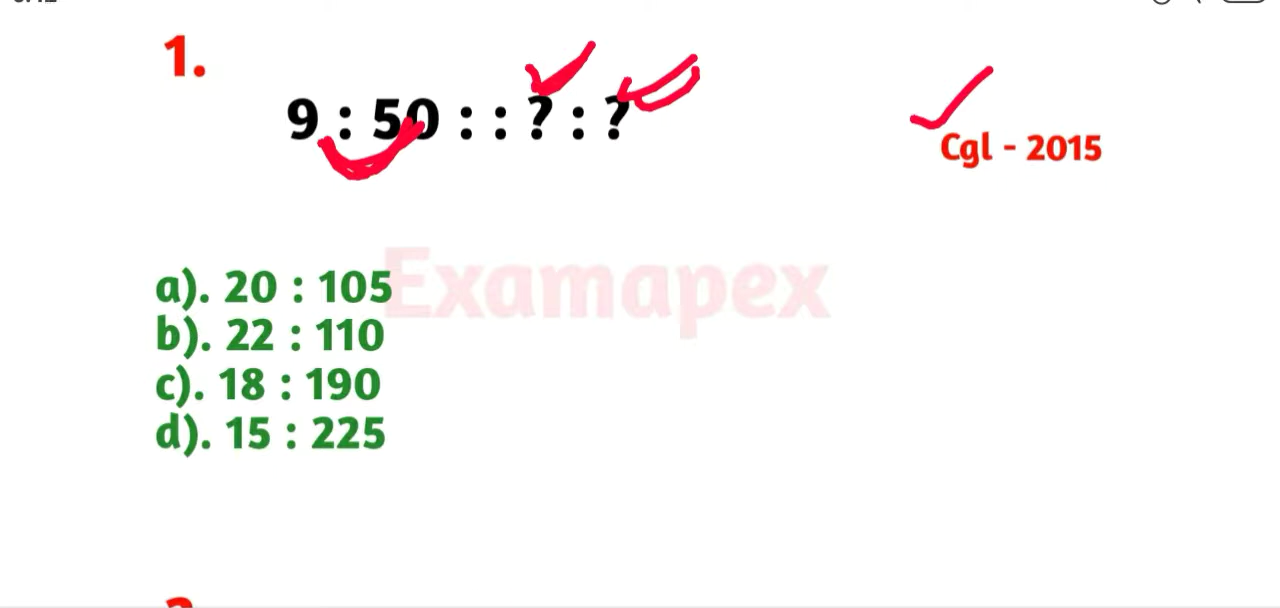 1.
9 : 50 : : ? : ?
Cgl - 2015
Examapex
a). 20 : 105
b). 22 : 110
c). 18 : 190
d). 15 : 225